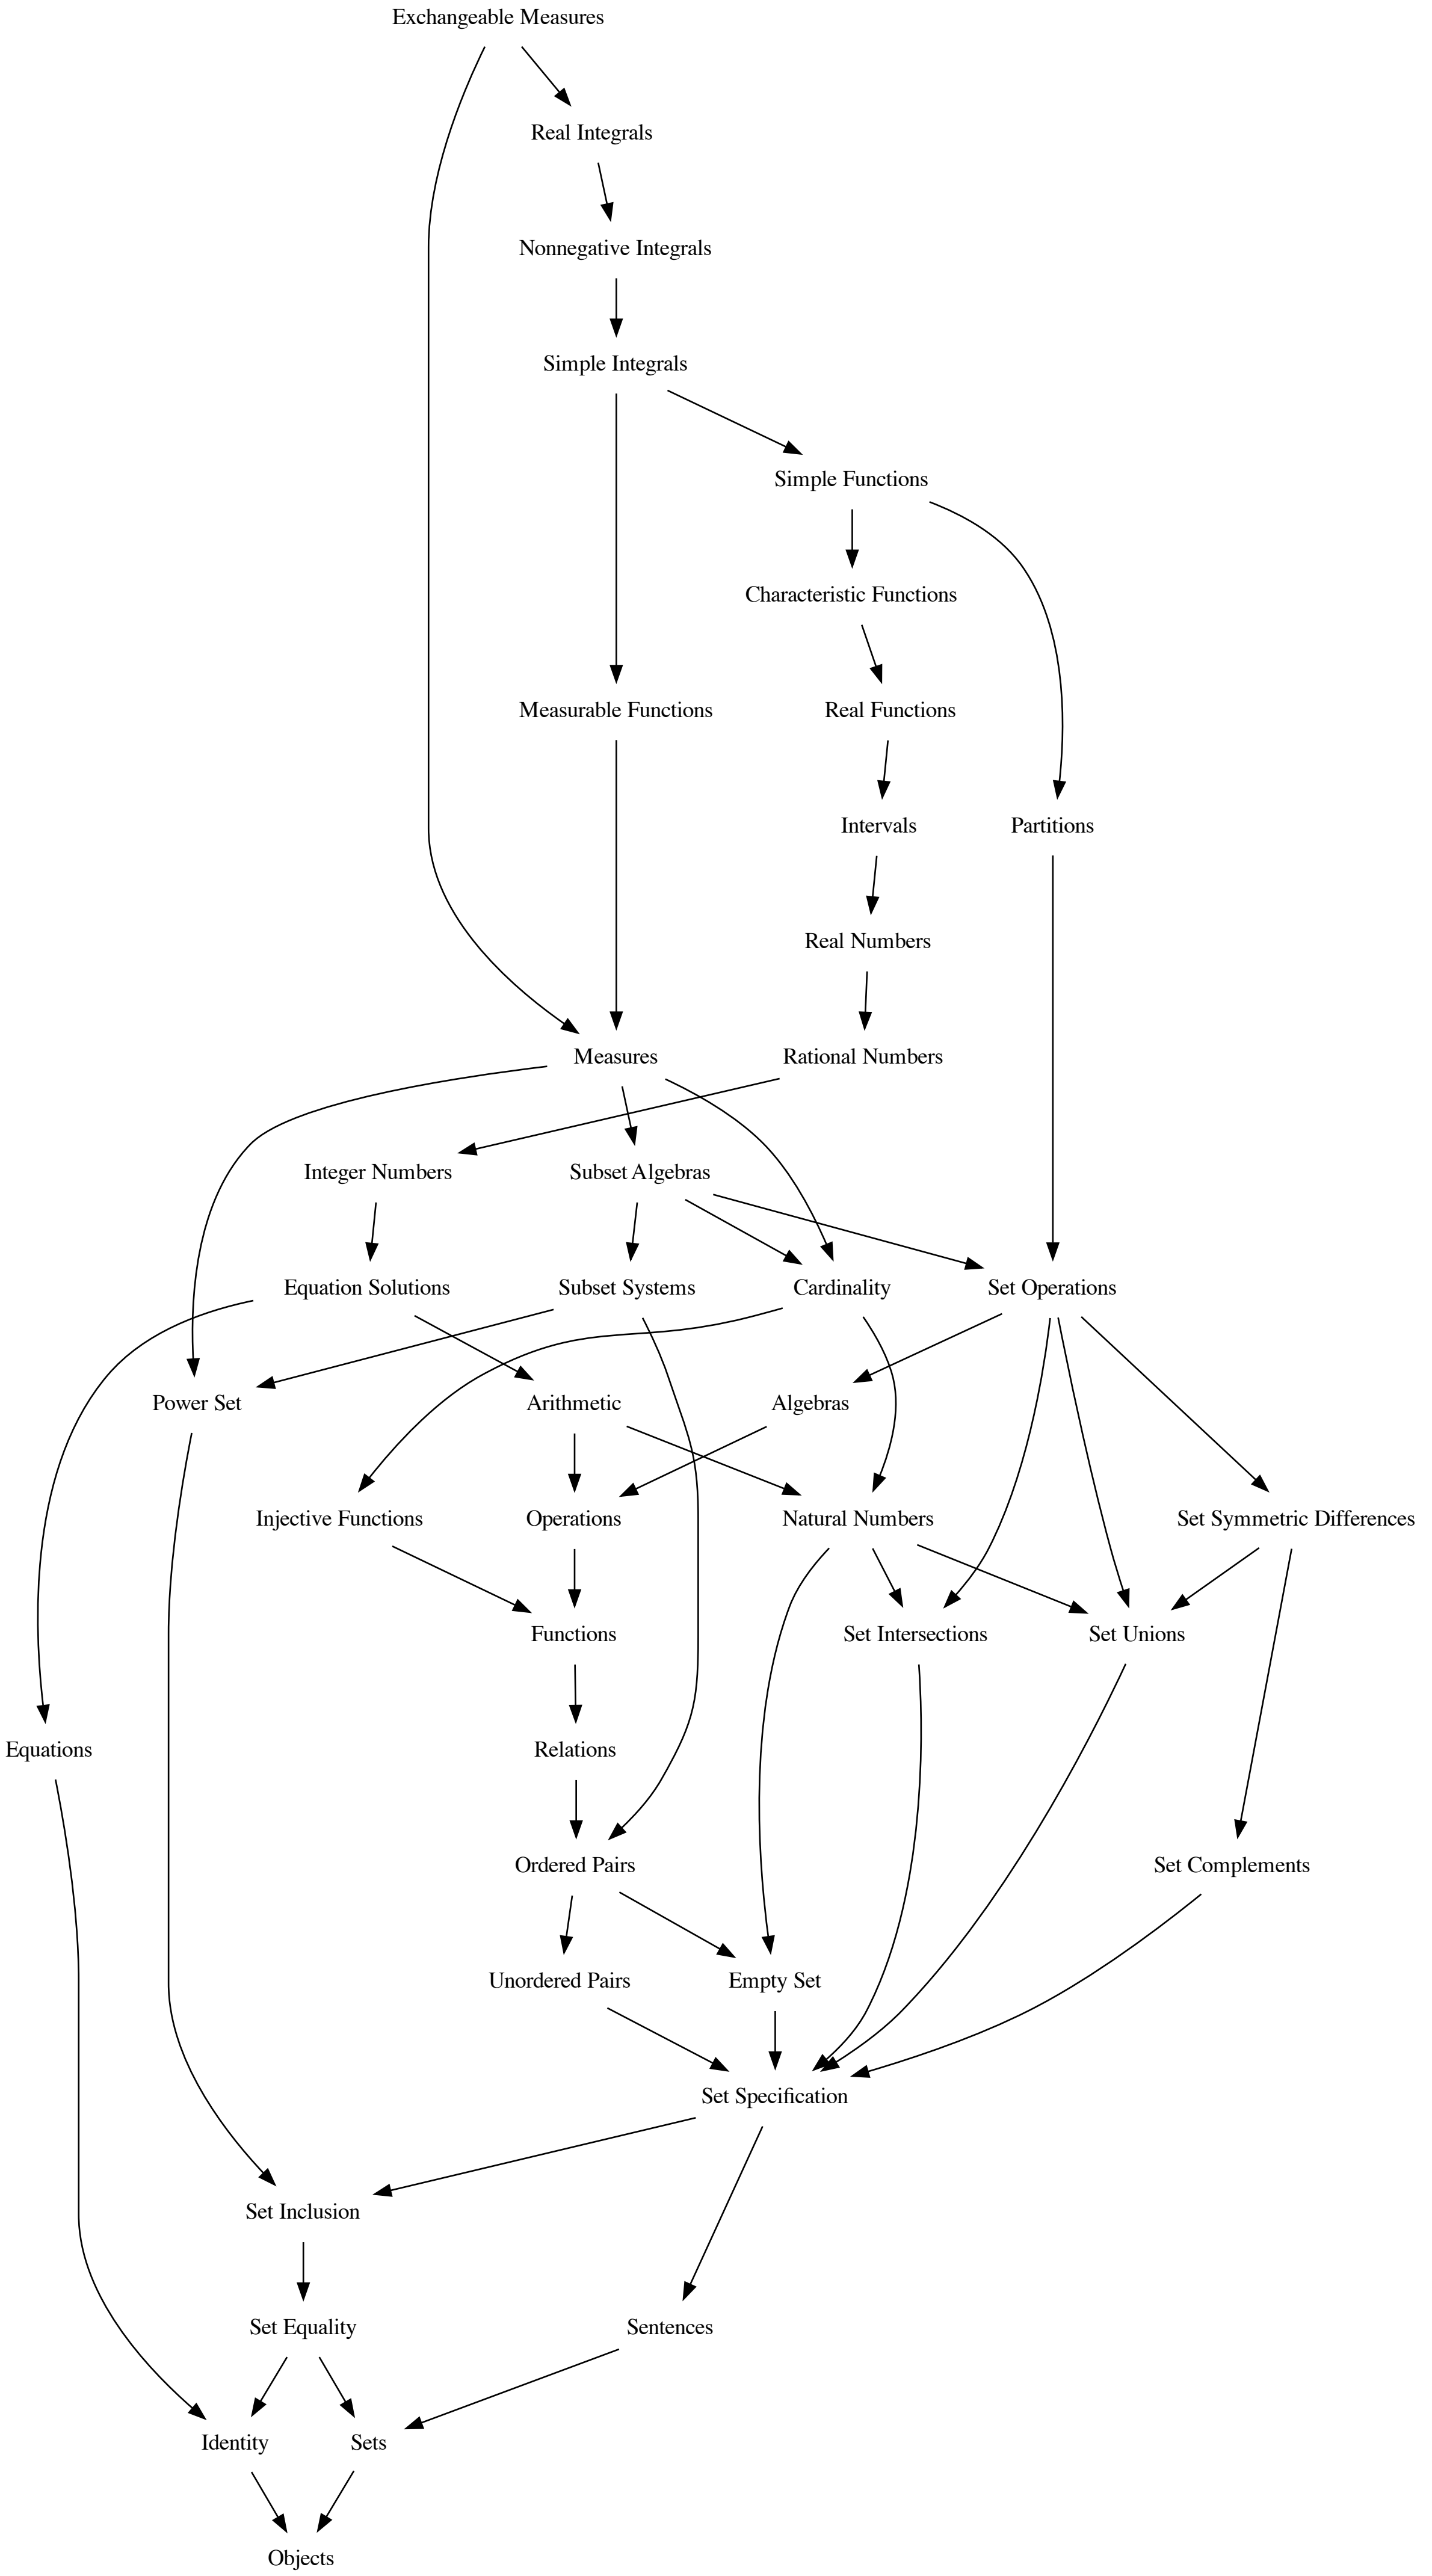 Exchangeable Measures
Real Integrals
Nonnegative Integrals
Simple Integrals
Simple Functions
Characteristic Functions
Measurable Functions
Real Functions
Intervals
Partitions
Real Numbers
Measures
Rational Numbers
Integer Numbers
Subset Algebras
Equation Solutions
Subset Systems
Cardinality
Set Operations
Power Set
Arithmetic
Algebras
Injective Functions
Operations
Natural Numbers
Set Symmetric Differences
Functions
Set Intersections
Set Unions
Equations
Relations
Ordered Pairs
Set Complements
Unordered Pairs
Empty Set
Set Specification
Set Inclusion
Set Equality
Sentences
Identity
Sets
Objects